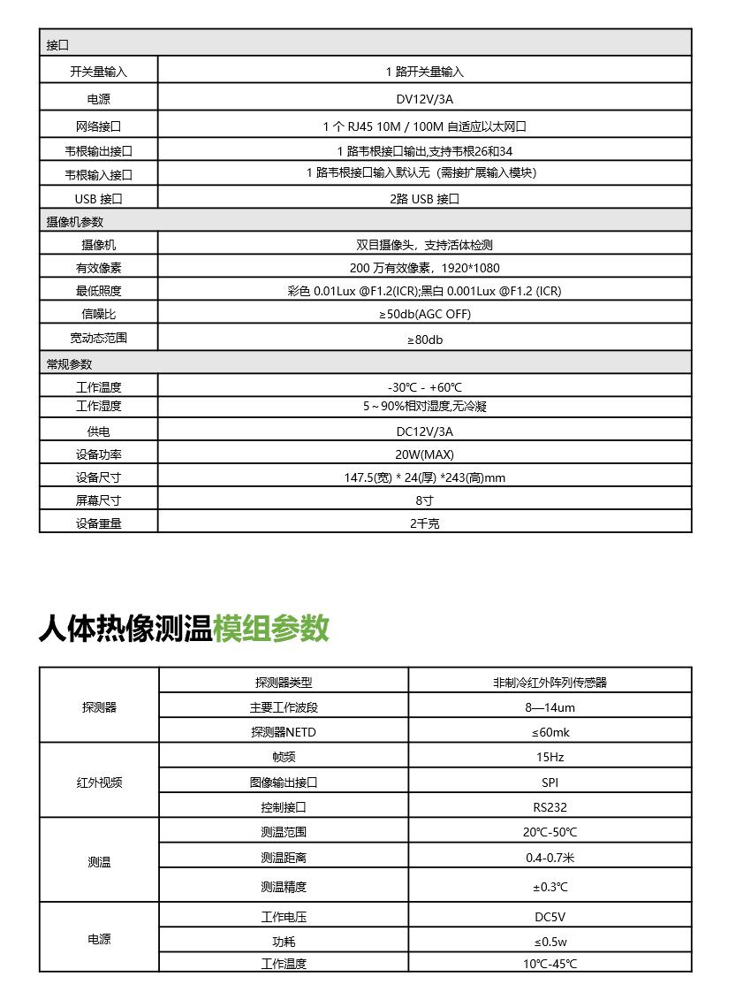 接口
开关量输入 1 路开关量输入
电源 DV12V/3A
网络接口 1 个 RJ45 10M / 100M 自适应以太网口
韦根输出接口 1 路韦根接口输出,支持韦根26和34
韦根输入接口 1 路韦根接口输入默认无（需接扩展输入模块）
USB 接口 2路 USB 接口
摄像机参数
摄像机 双目摄像头，支持活体检测
有效像素 200 万有效像素，1920*1080
最低照度 彩色 0.01Lux @F1.2(ICR);黑白 0.001Lux @F1.2 (ICR)
信噪比 ≥50db(AGC OFF)
宽动态范围 ≥80db
常规参数
工作温度 -30℃ - +60℃
工作湿度 5～90%相对湿度,无冷凝
供电 DC12V/3A
设备功率 20W(MAX)
设备尺寸 147.5(宽) * 24(厚) *243(高)mm
屏幕尺寸 8寸
设备重量 2千克
人体热像测温模组参数
探测器 探测器类型 非制冷红外阵列传感器
主要工作波段 8—14um
探测器NETD ≤60mk
红外视频 帧频 15Hz
图像输出接口 SPI
控制接口 RS232
测温 测温范围 20℃-50℃
测温距离 0.4-0.7米
测温精度 ±0.3℃
电源 工作电压 DC5V
功耗 ≤0.5w
工作温度 10℃-45℃